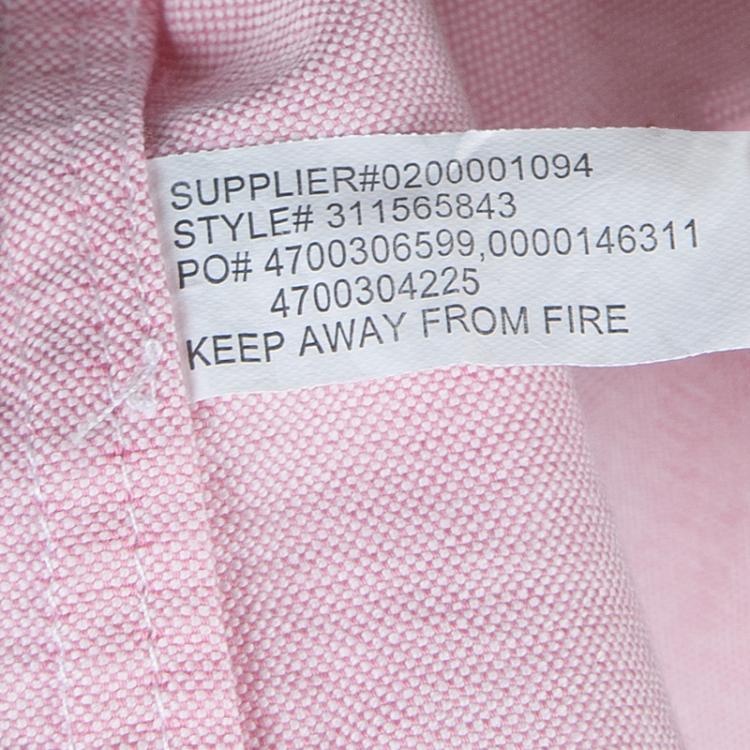 SUPPLIER#0200001094
STYLE# 311565843
PO# 4700306599,0000146311
4700304225
KEEP AWAY FROM FIRE